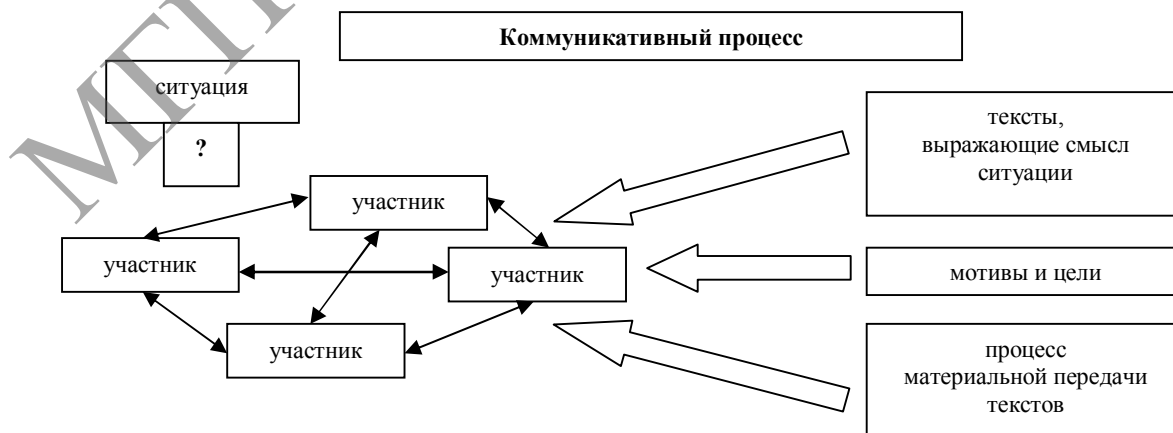 Коммуникативный процесс
ситуация
?
тексты,
выражающие смысл
ситуации
участник
участник
участник
участник
мотивы и цели
процесс
материальной передачи
текстов